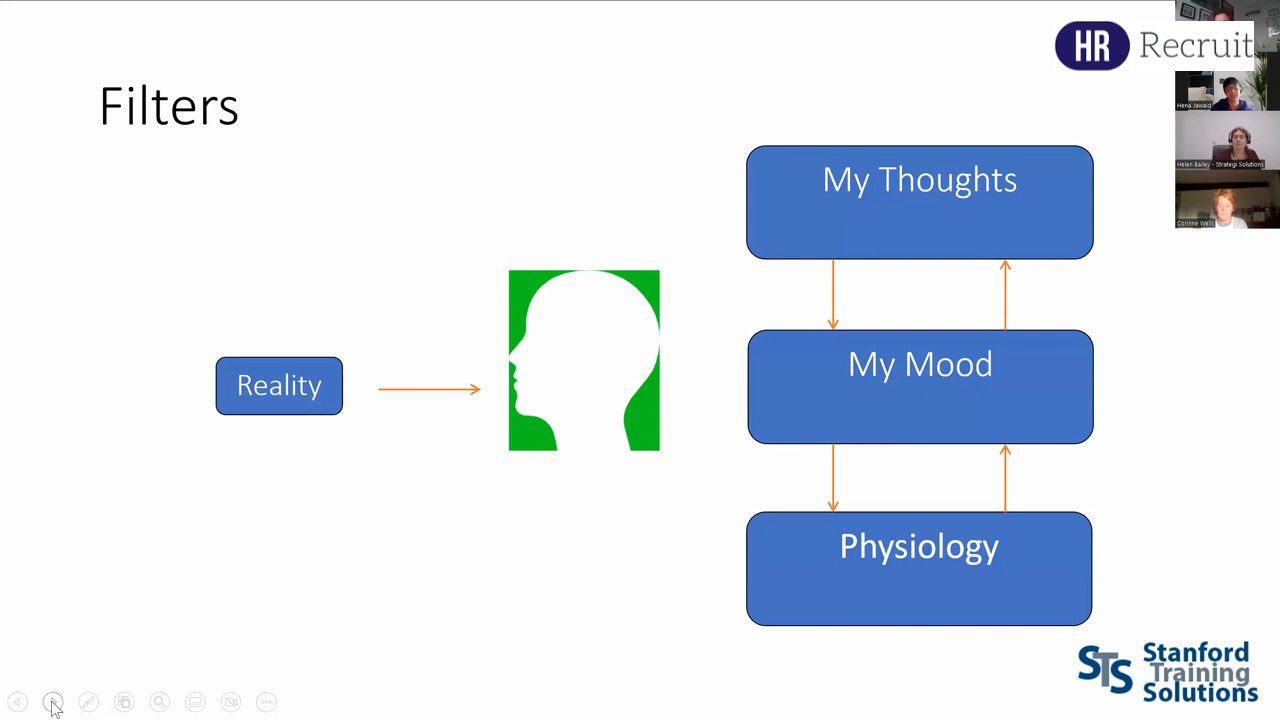 HR Recruit
Filters
Hena Jawaid
Helen Bailey - Strategi Solutions
Corinne Wells
My Thoughts
My Mood
Reality
Physiology
STS
Stanford
Training
Solutions